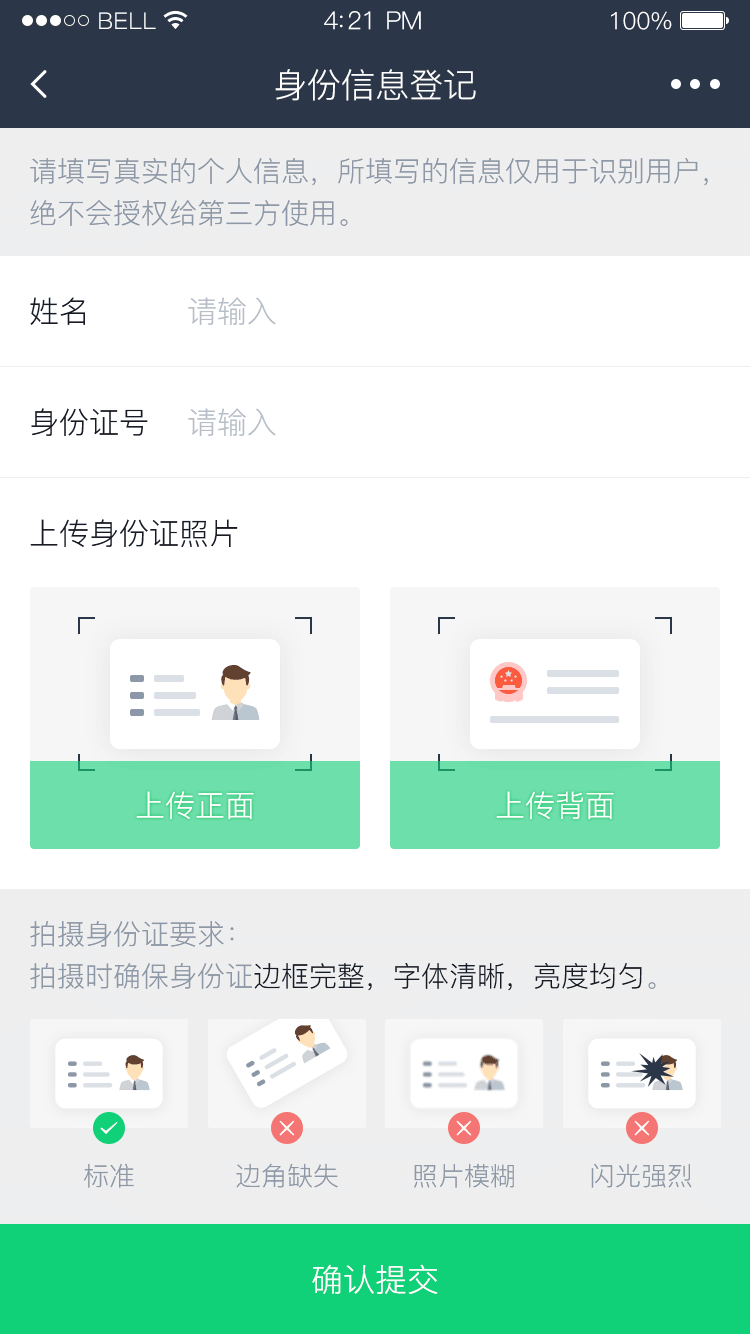 BELL 4:21 PM 100%
身份信息登记
请填写真实的个人信息，所填写的信息仅用于识别用户，
绝不会授权给第三方使用。
姓名 请输入
身份证号 请输入
上传身份证照片
上传正面 上传背面
拍摄身份证要求：
拍摄时确保身份证边框完整，字体清晰，亮度均匀。
标准 边角缺失 照片模糊 闪光强烈
确认提交